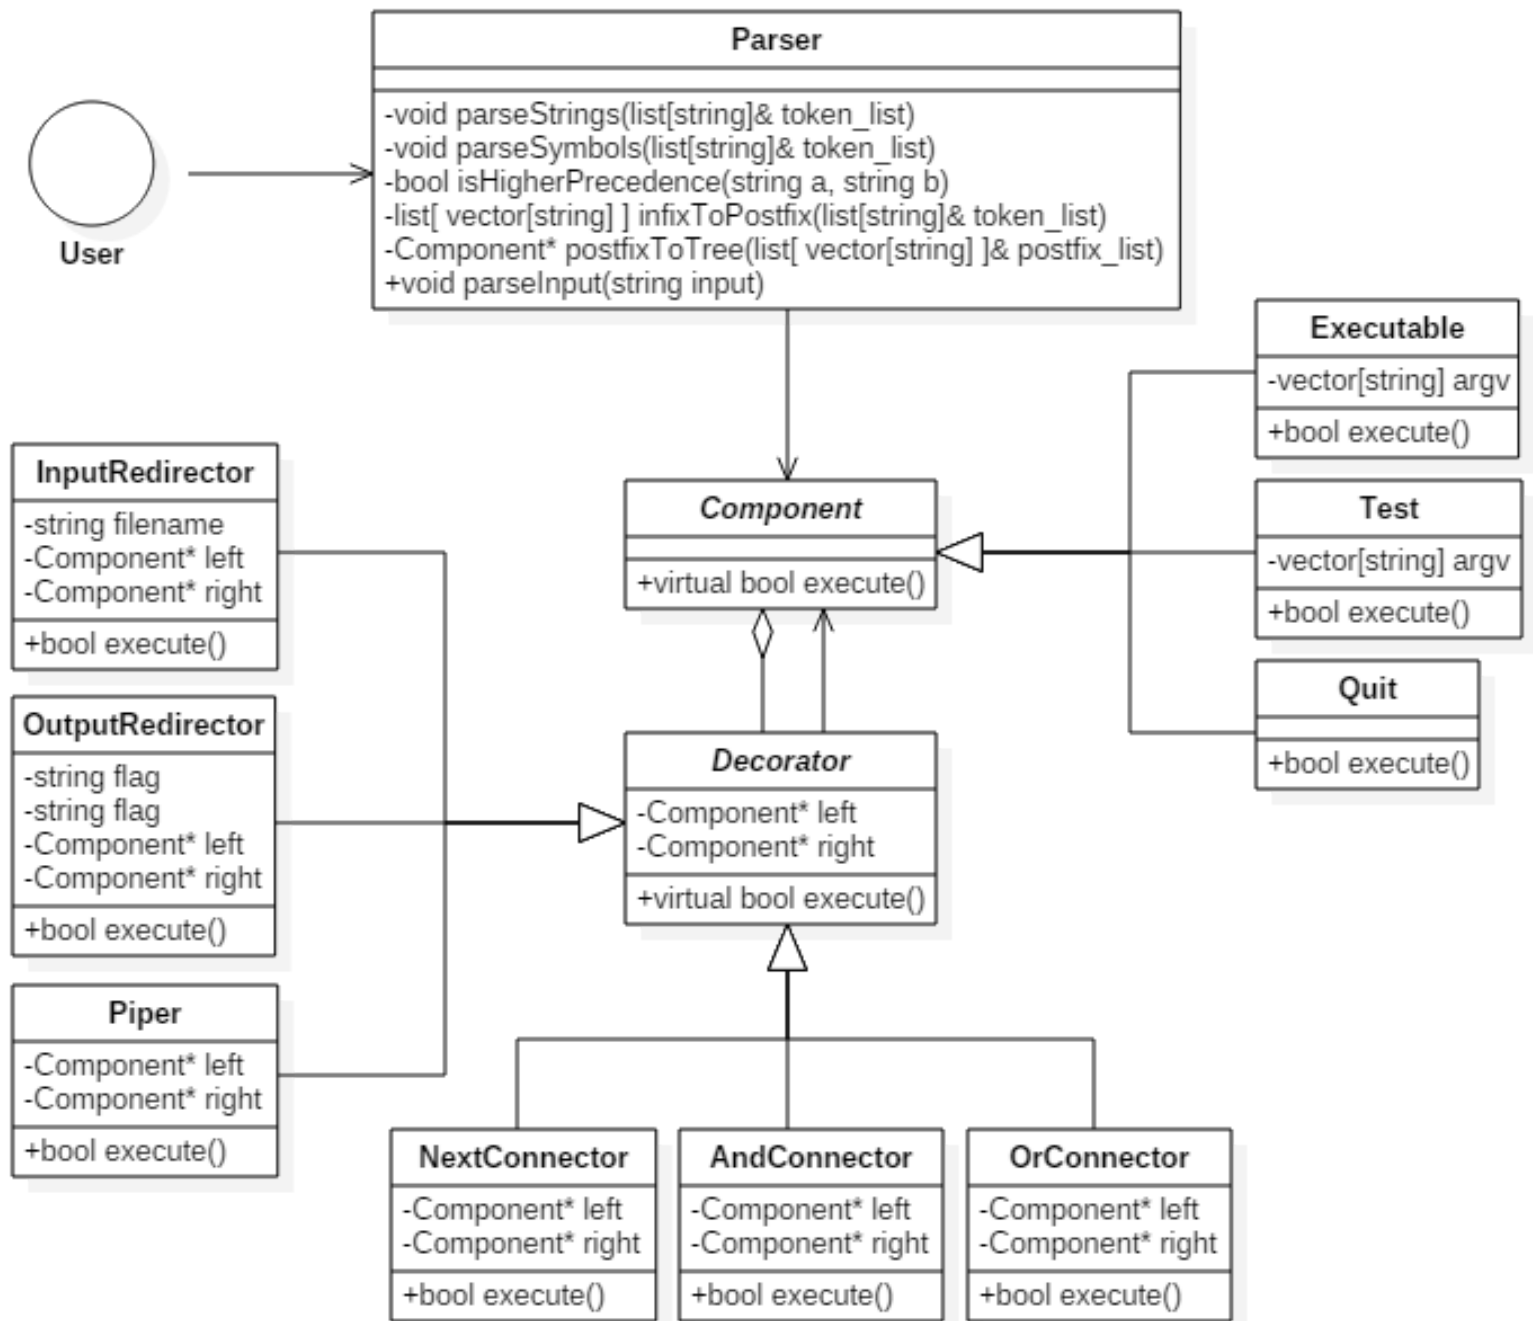 Parser
-void parseStrings(list[string]& token_list)
-void parseSymbols(list[string]& token_list)
-bool isHigherPrecedence(string a, string b)
-list[ vector[string] ] infixToPostfix(list[string]& token_list)
-Component* postfixToTree(list[ vector[string] ]& postfix_list)
+void parseInput(string input)
User
Executable
-vector[string] argv
+bool execute()
InputRedirector
-string filename
-Component* left
-Component* right
+bool execute()
Component
+virtual bool execute()
Test
-vector[string] argv
+bool execute()
Quit
+bool execute()
OutputRedirector
-string flag
-string flag
-Component* left
-Component* right
+bool execute()
Decorator
-Component* left
-Component* right
+virtual bool execute()
Piper
-Component* left
-Component* right
+bool execute()
NextConnector
-Component* left
-Component* right
+bool execute()
AndConnector
-Component* left
-Component* right
+bool execute()
OrConnector
-Component* left
-Component* right
+bool execute()